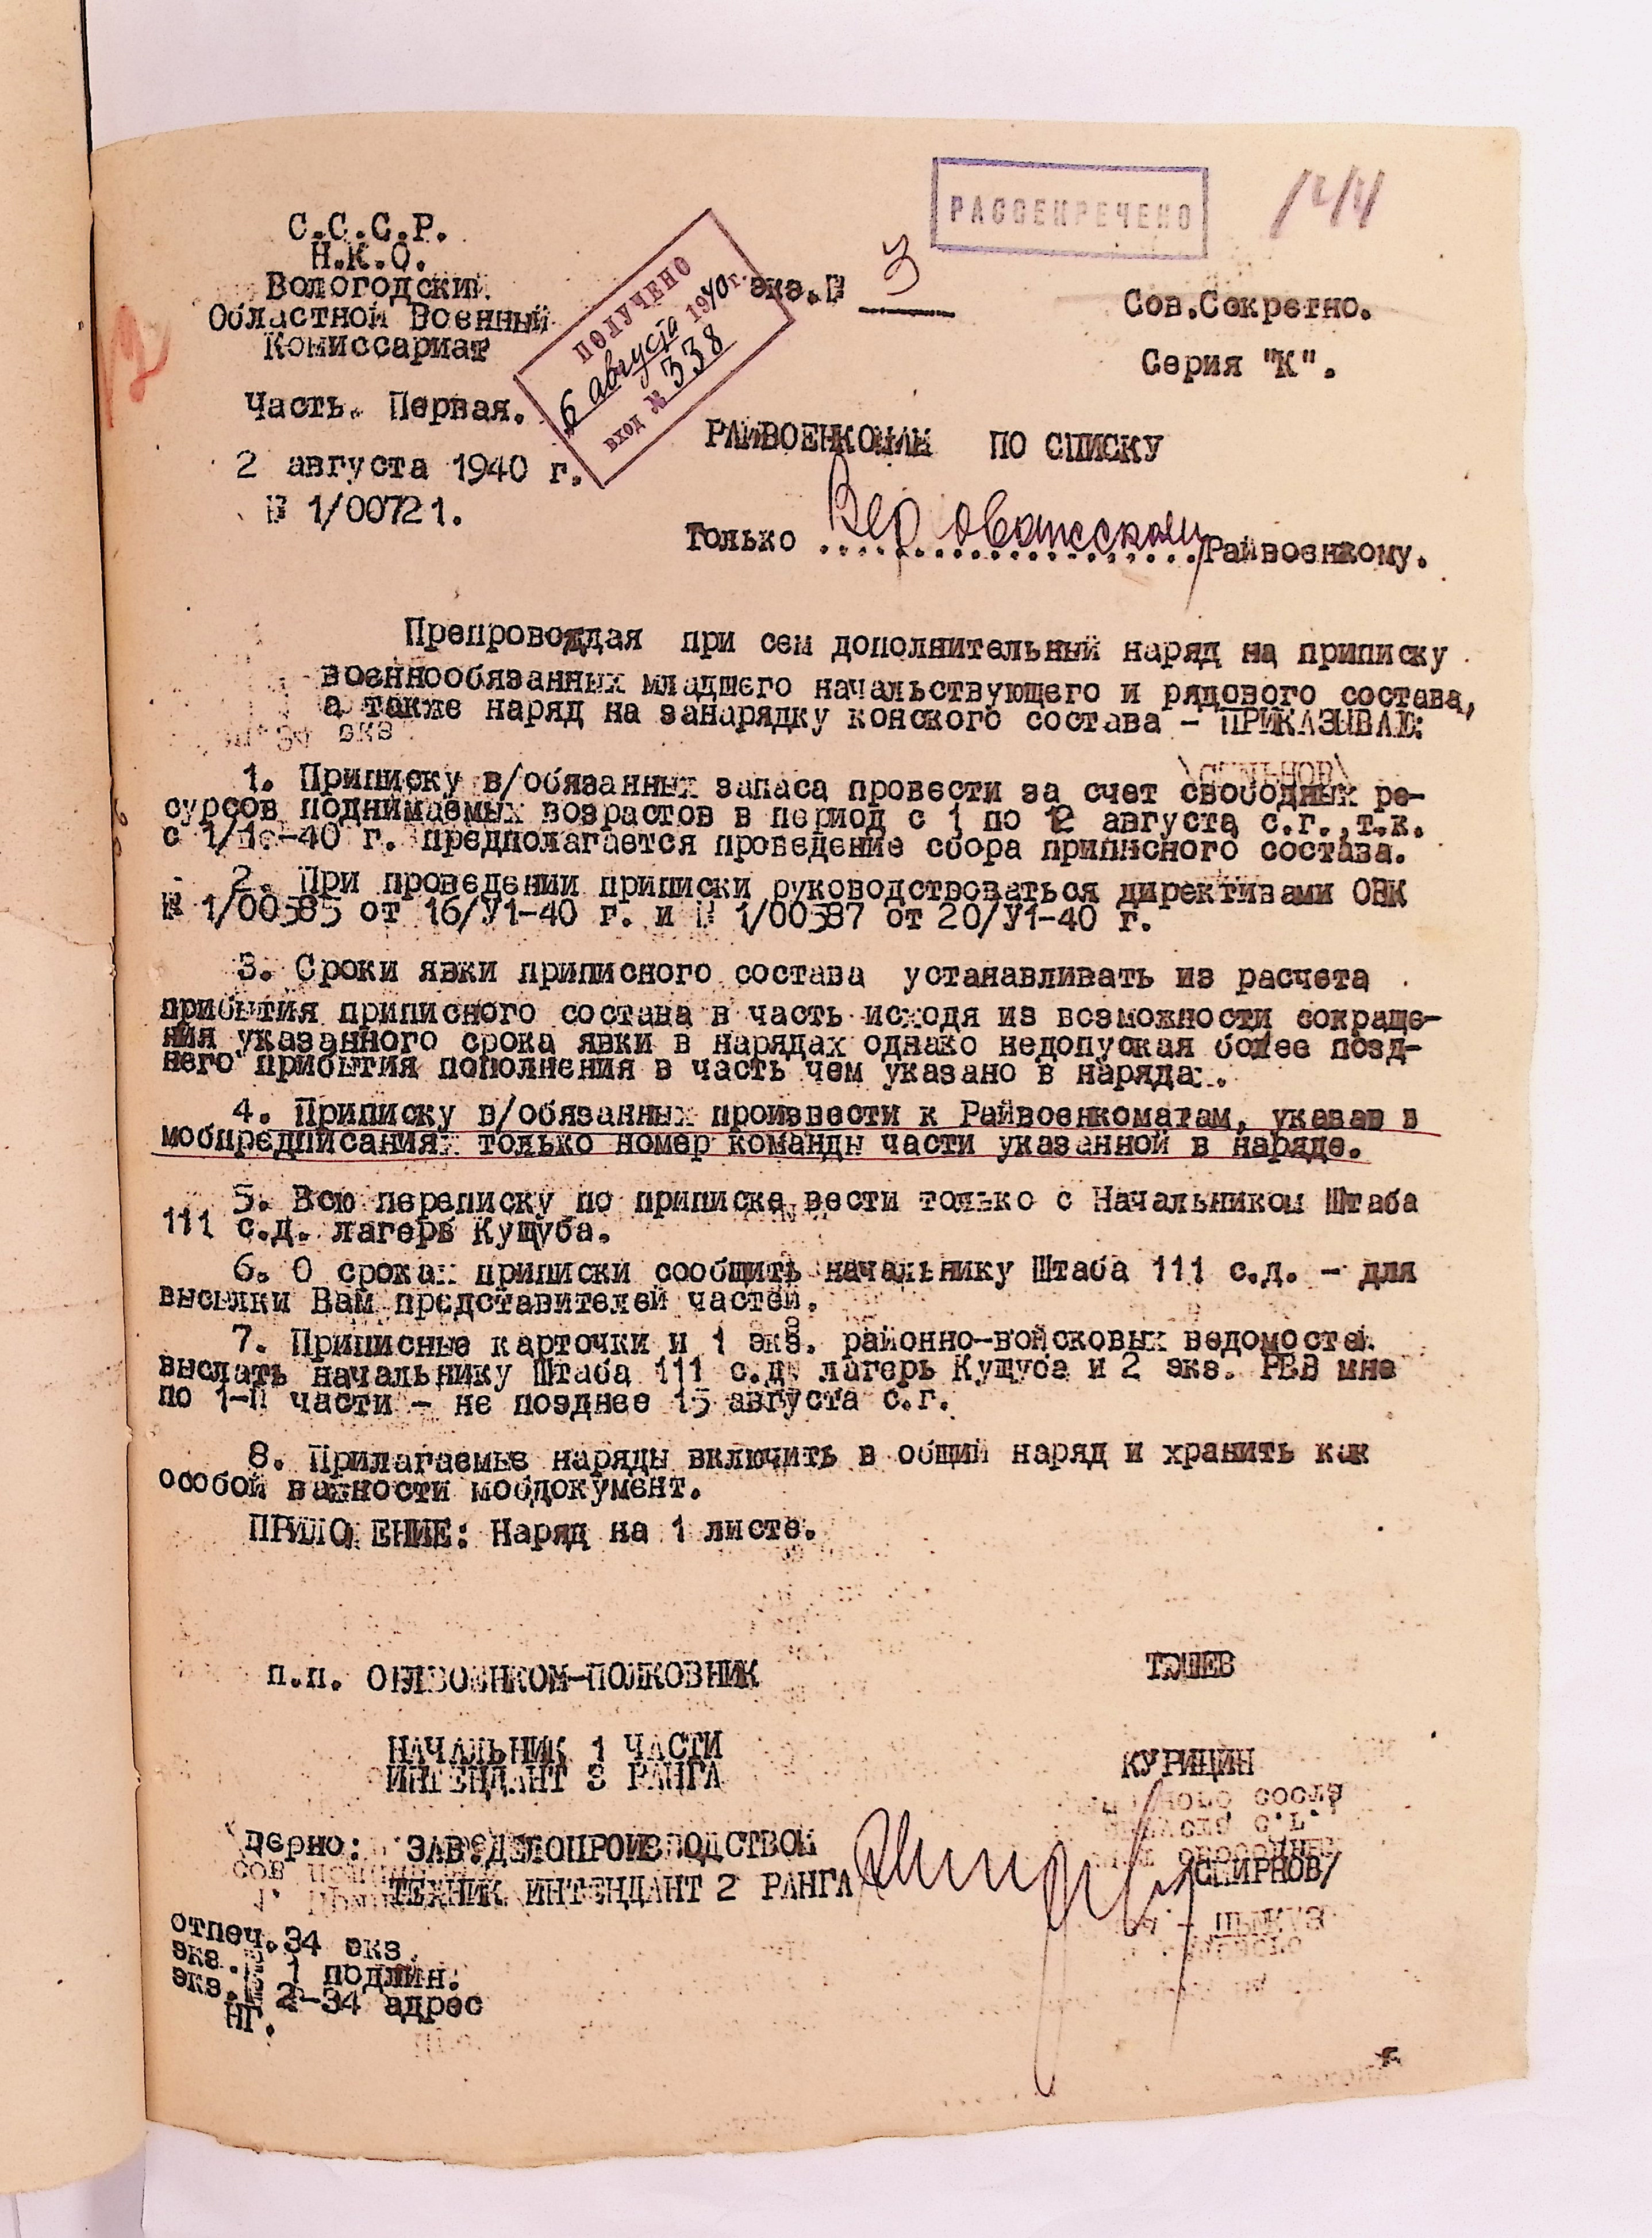 РАССЕКРЕЧЕНО
С.С.С.Р.
Н.К.О.
Вологодский
Областной Военный
Комиссариат
Часть. Первая.
2 августа 1940 г.
№ 1/00721.
ПОЛУЧЕНО
6 августа 1940 г.
ВХОД № 338
экз.№ 3
Сов.Секретно.
Серия "К".
РАЙВОЕНКОМАМ ПО СПИСКУ
Только Верховажскому Райвоенкому.
Препровождая при сем дополнительный наряд на приписку
военнообязанных младшего начальствующего и рядового состава,
а также наряд на занарядку конского состава - ПРИКАЗЫВАЮ:
1. Приписку в/обязанных запаса провести за счет свободных ре-
сурсов поднимаемых возрастов в период с 1 по 12 августа с.г.,т.к.
с г. предполагается проведение сбора приписного состава.
2. При проведении приписки руководствоваться директивами ОВК
№ 1/00585 от 16/У1-40 г. и № 1/00587 от 20/У1-40 г.
3. Сроки явки приписного состава устанавливать из расчета
прибытия приписного состава в часть исходя из возможности сокраще-
ния указанного срока явки в нарядах однако недопуская более позд-
него прибытия пополнения в часть чем указано в нарядах.
4. Приписку в/обязанных произвести к Райвоенкоматам, указав в
мобпредписаниях только номер команды части указанной в наряде.
5. Всю переписку по приписке вести только с Начальником Штаба
111 с.д. лагерь Кущуба.
6. О сроках приписки сообщить начальнику Штаба 111 с.д. - для
высылки Вам представителей частей.
7. Приписные карточки и 1 экз. районно-войсковых ведомостей
выслать начальнику Штаба 111 с.д. лагерь Кущуба и 2 экз. РВВ мне
по 1-й части - не позднее 15 августа с.г.
8. Прилагаемые наряды включить в общий наряд и хранить как
особой важности мобдокумент.
ПРИЛОЖЕНИЕ: Наряд на 1 листе.
п.п. ОБЛВОЕНКОМ-ПОЛКОВНИК
НАЧАЛЬНИК 1 ЧАСТИ
ИНТЕНДАНТ 3 РАНГА
КУРИЦИН
Верно: ЗАВ.ДЕЛОПРОИЗВОДСТВОМ
ТЕХНИК ИНТЕНДАНТ 2 РАНГА СМИРНОВ/
отпеч.34 экз.
экз.№ 1 подлин.
экз.№ 2-34 адрес
НГ.